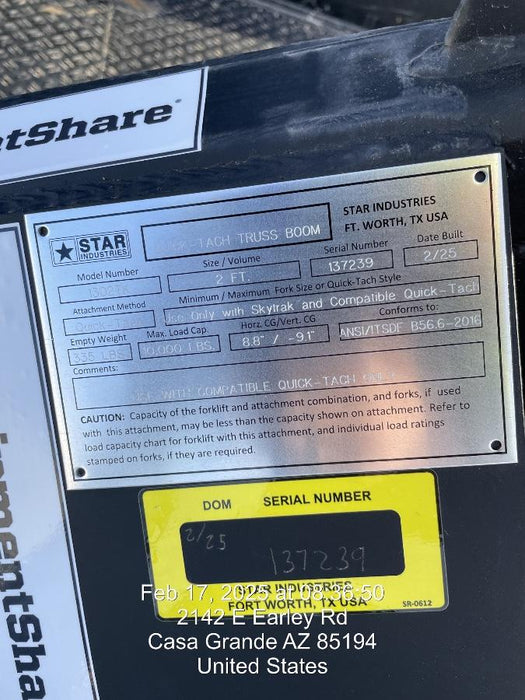 ntShare
STAR
INDUSTRIES
-TACH TRUSS BOOM
STAR INDUSTRIES
FT. WORTH, TX USA
Model Number
Size / Volume
2 FT.
Serial Number
137239
Date Built
2/25
Attachment Method
Minimum / Maximum Fork Size or Quick-Tach Style
Use Only with Skytrak and Compatible Quick-Tach
Empty Weight
335 LBS.
Max. Load Cap.
10,000 LBS.
Horz. CG/Vert. CG
8.8" / -9.1"
Conforms to:
ANSI/ITSDF B56.6-2016
Comments:
USE WITH COMPATIBLE QUICK-TACH ONLY
CAUTION: Capacity of the forklift and attachment combination, and forks, if used
with this attachment, may be less than the capacity shown on attachment. Refer to
load capacity chart for forklift with this attachment, and individual load ratings
stamped on forks, if they are required.
DOM SERIAL NUMBER
2/25
137239
STAR INDUSTRIES
FORT WORTH, TX USA
SR-0612
pmentSha
Feb 17, 2025 at 08:36:50
2142 E Earley Rd
Casa Grande AZ 85194
United States